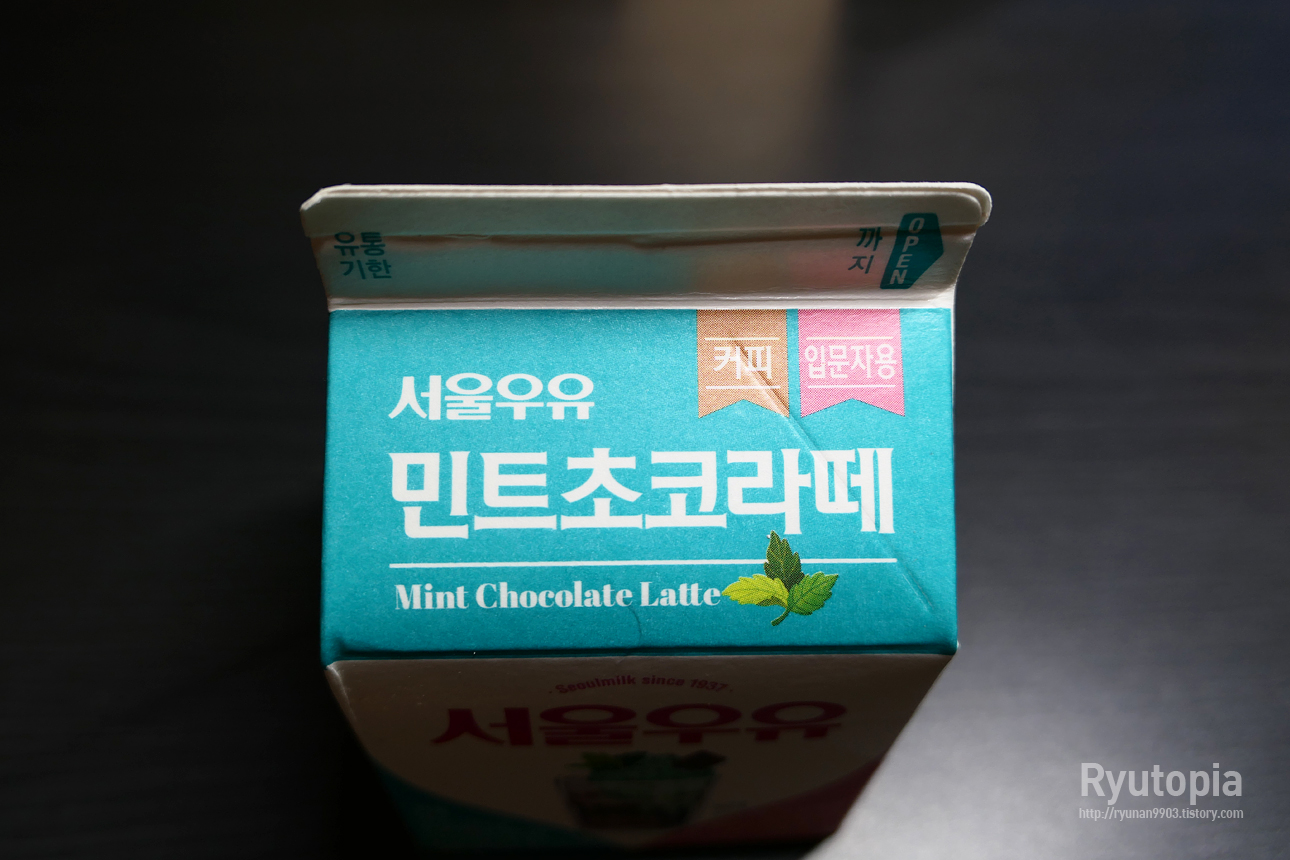 유통
기한
까
지
OPEN
커피
입문자용
서울우유
민트초코라떼
Mint Chocolate Latte
·Seoulmilk since 1937·
서울우유
Ryutopia
http://ryunan9903.tistory.com